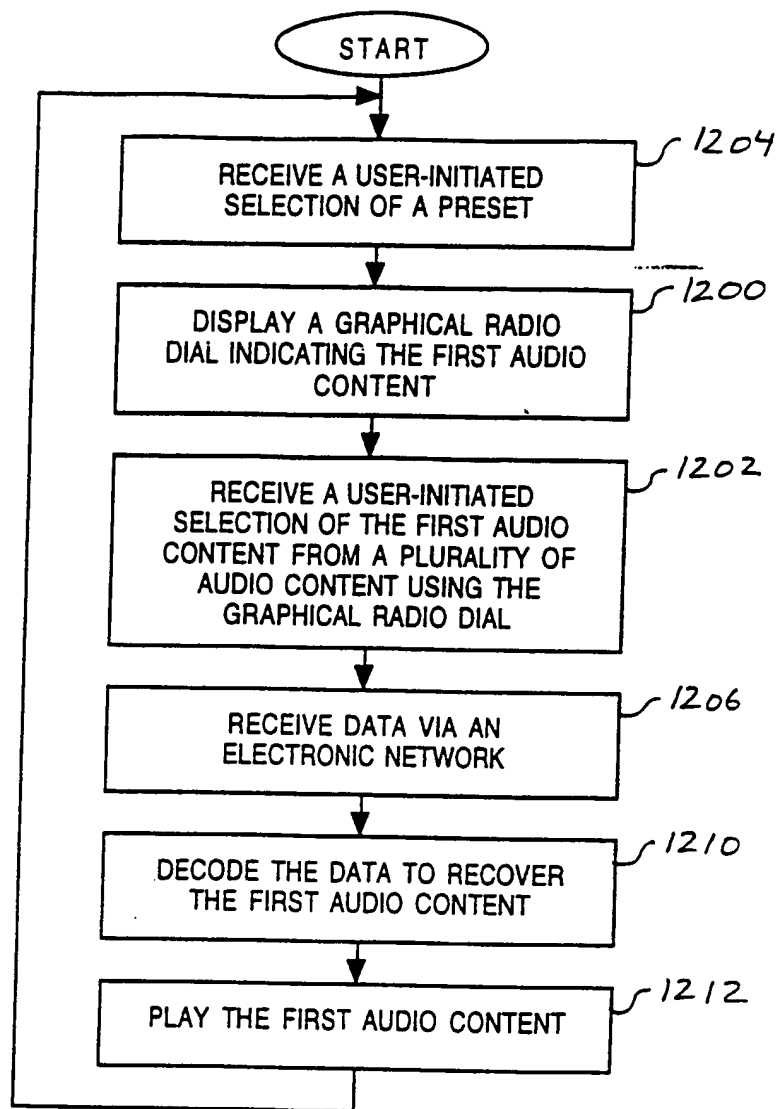 START
1204
RECEIVE A USER-INITIATED
SELECTION OF A PRESET
1200
DISPLAY A GRAPHICAL RADIO
DIAL INDICATING THE FIRST AUDIO
CONTENT
1202
RECEIVE A USER-INITIATED
SELECTION OF THE FIRST AUDIO
CONTENT FROM A PLURALITY OF
AUDIO CONTENT USING THE
GRAPHICAL RADIO DIAL
1206
RECEIVE DATA VIA AN
ELECTRONIC NETWORK
1210
DECODE THE DATA TO RECOVER
THE FIRST AUDIO CONTENT
1212
PLAY THE FIRST AUDIO CONTENT